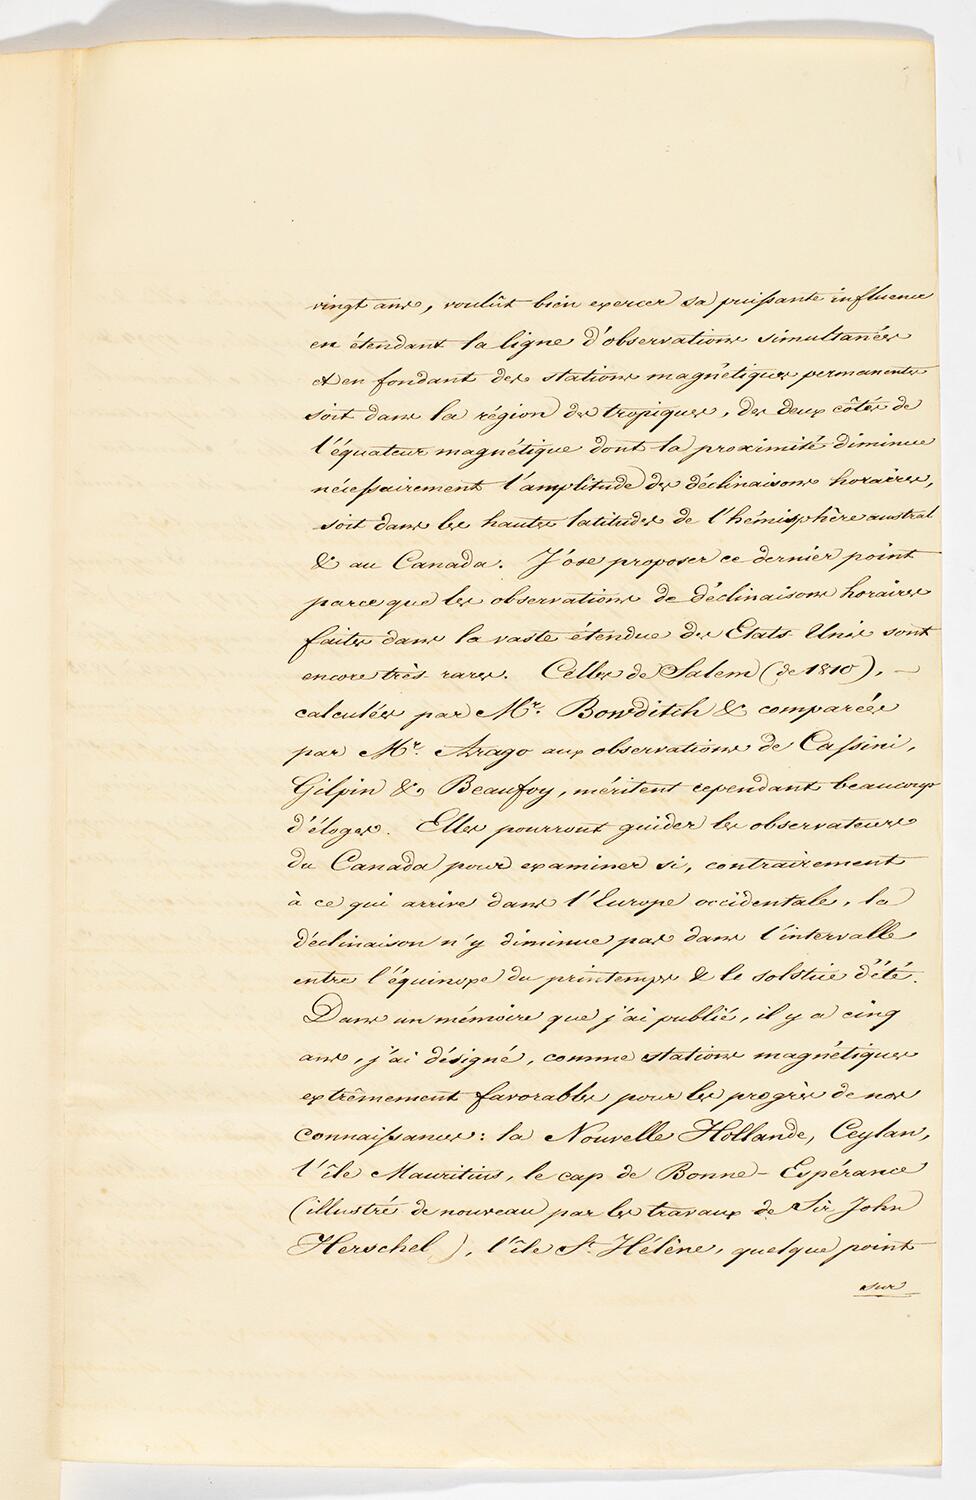 vingt ans, voulût bien exercer sa puissante influence
en étendant la ligne d'observations simultanées
et en fondant des stations magnétiques permanentes
soit dans la région des tropiques, des deux côtés de
l'équateur magnétique dont la proximité diminue
nécessairement l'amplitude des déclinaisons horaires,
soit dans les hautes latitudes de l'hémisphère austral
& au Canada. J'ose proposer ce dernier point
parce que les observations de déclinaisons horaires
faites dans la vaste étendue des Etats-Unis sont
encore très rares. Celles de Salem (de 1810), –
calculées par Mr. Bowditch & comparées
par Mr. Arago aux observations de Cassini,
Gilpin & Beaufoy, méritent cependant beaucoup
d'éloges. Elles pourront guider les observateurs
du Canada pour examiner si, contrairement
à ce qui arrive dans l'Europe occidentale, la
déclinaison n'y diminue pas dans l'intervalle
entre l'équinoxe du printemps & le solstice d'été.
Dans un mémoire que j'ai publié, il y a cinq
ans, j'ai désigné, comme stations magnétiques
extrêmement favorables pour les progrès de nos
connaissances: la Nouvelle Hollande, Ceylan,
l'île Mauritius, le cap de Bonne-Espérance
(illustré de nouveau par les travaux de Sir John
Herschel), l'île St. Hélène, quelque point
sur